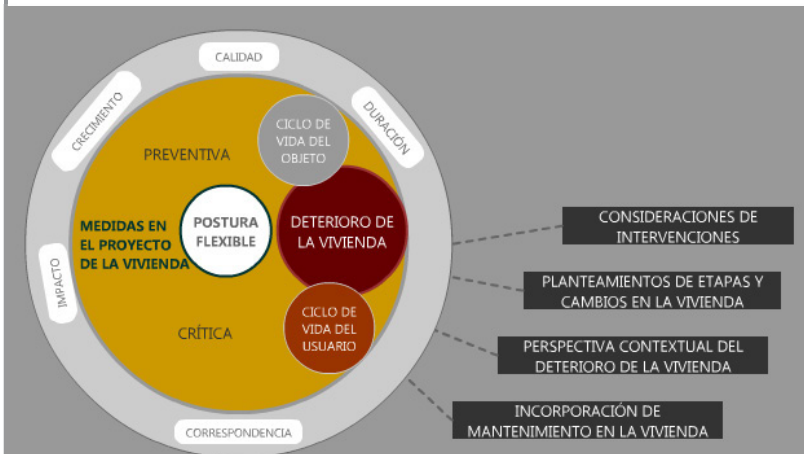 CALIDAD
CRECIMIENTO
DURACIÓN
CICLO DE
VIDA DEL
OBJETO
PREVENTIVA
MEDIDAS EN
EL PROYECTO
DE LA VIVIENDA
POSTURA
FLEXIBLE
DETERIORO DE
LA VIVIENDA
IMPACTO
CICLO DE
VIDA DEL
USUARIO
CRÍTICA
CORRESPONDENCIA
CONSIDERACIONES DE
INTERVENCIONES
PLANTEAMIENTOS DE ETAPAS Y
CAMBIOS EN LA VIVIENDA
PERSPECTIVA CONTEXTUAL DEL
DETERIORO DE LA VIVIENDA
INCORPORACIÓN DE
MANTENIMIENTO EN LA VIVIENDA